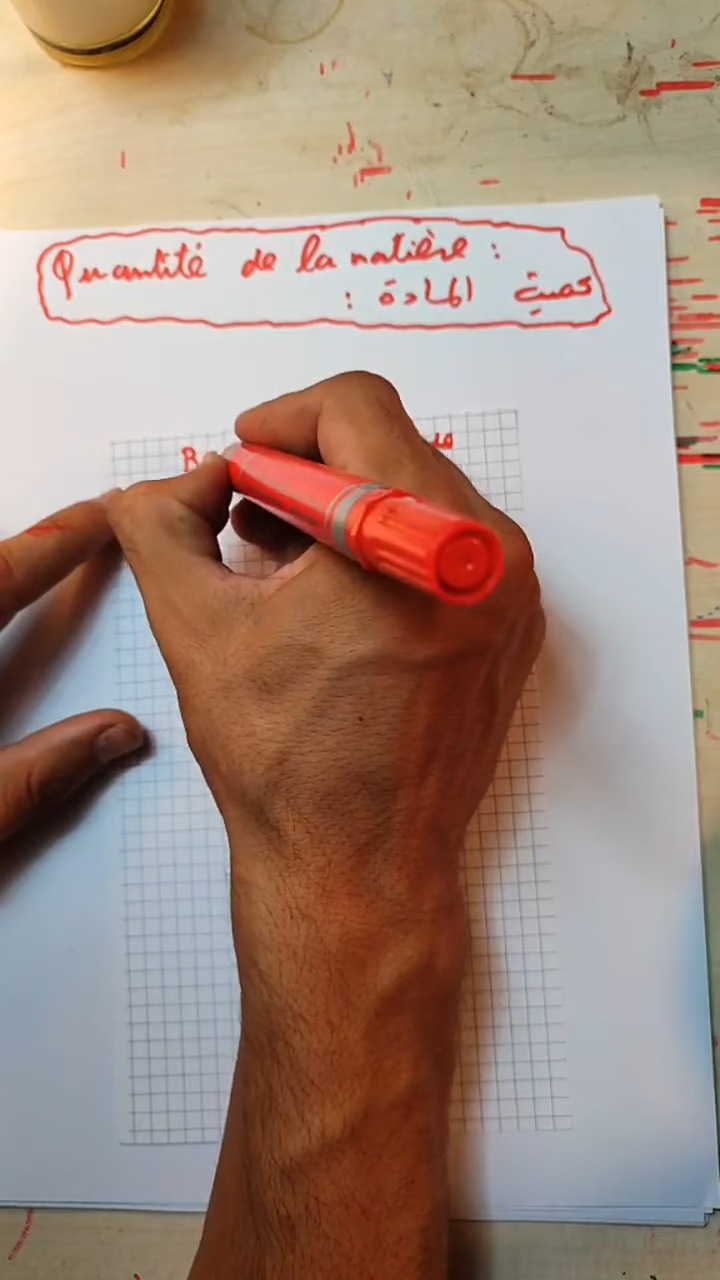 Quantité de la matière :
كمية المادة :